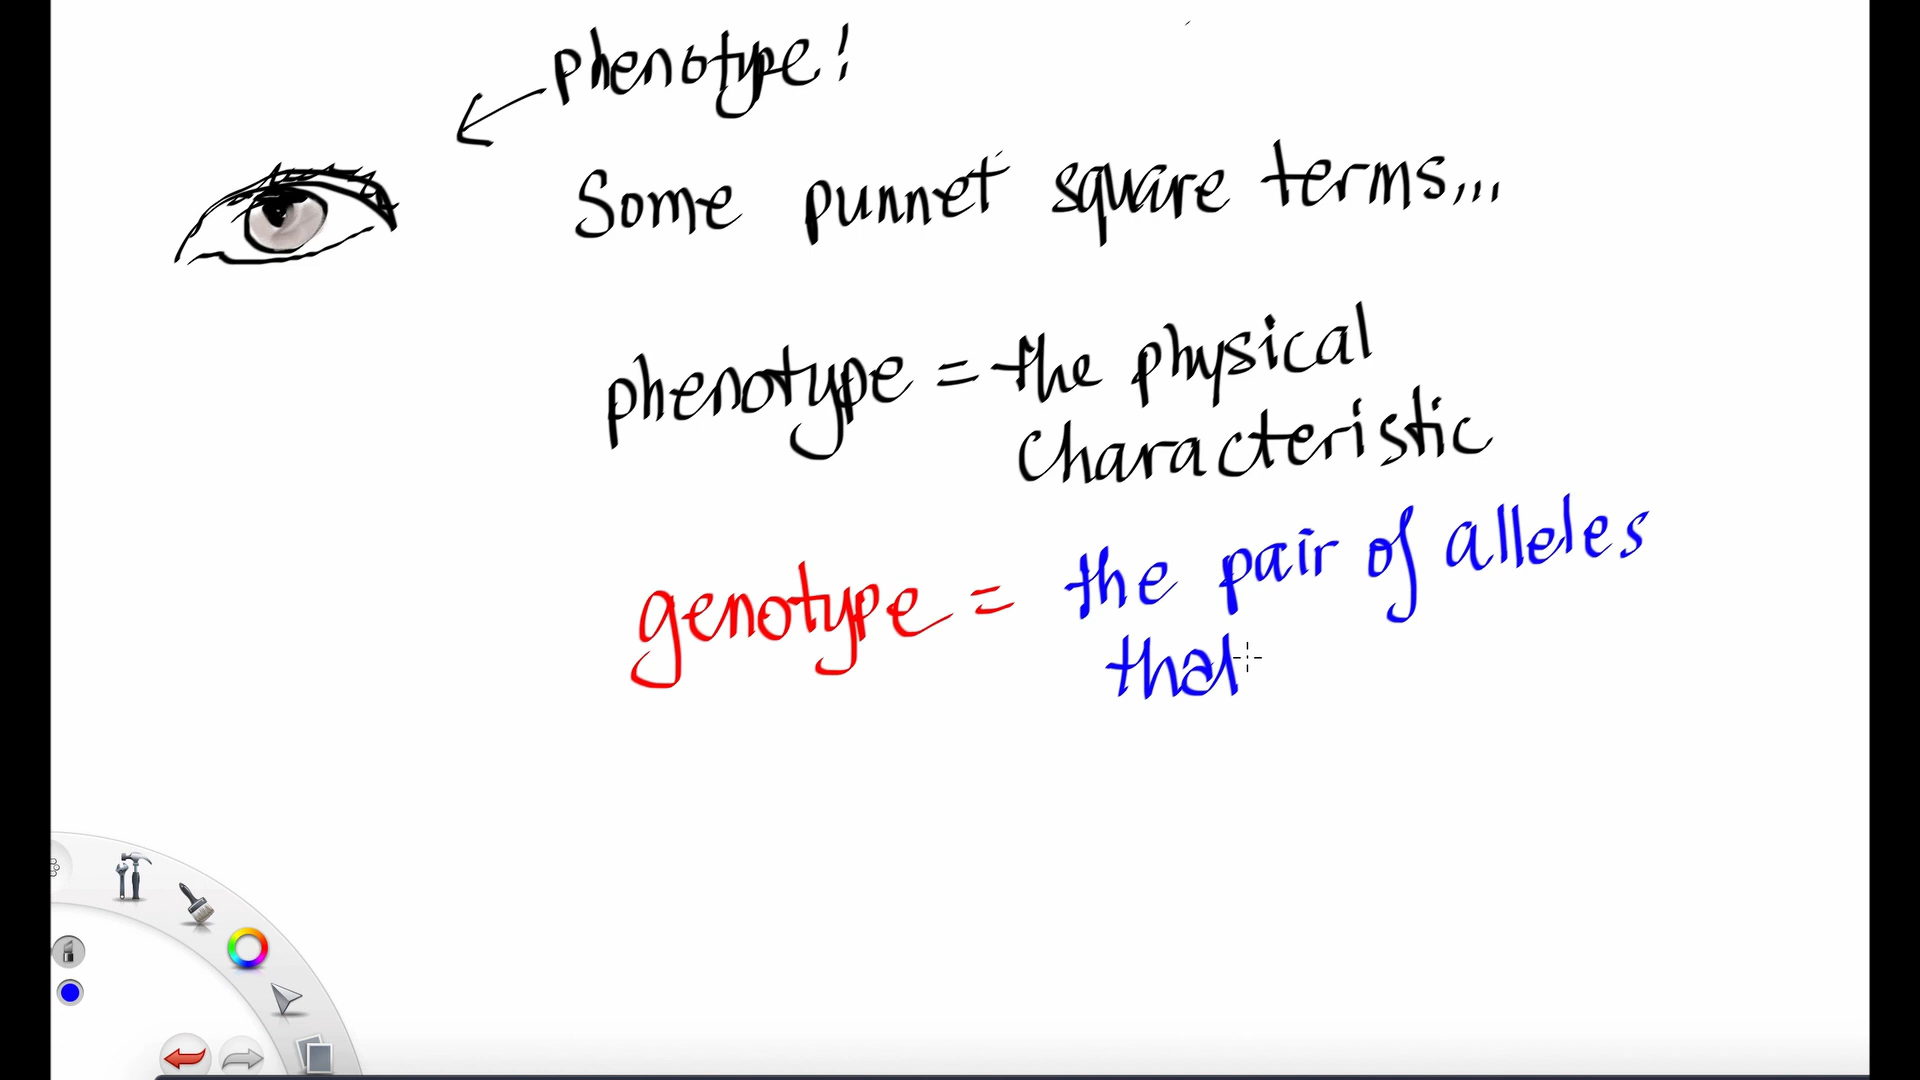 phenotype!
Some punnet square terms...
phenotype = the physical
characteristic
genotype = the pair of alleles
that